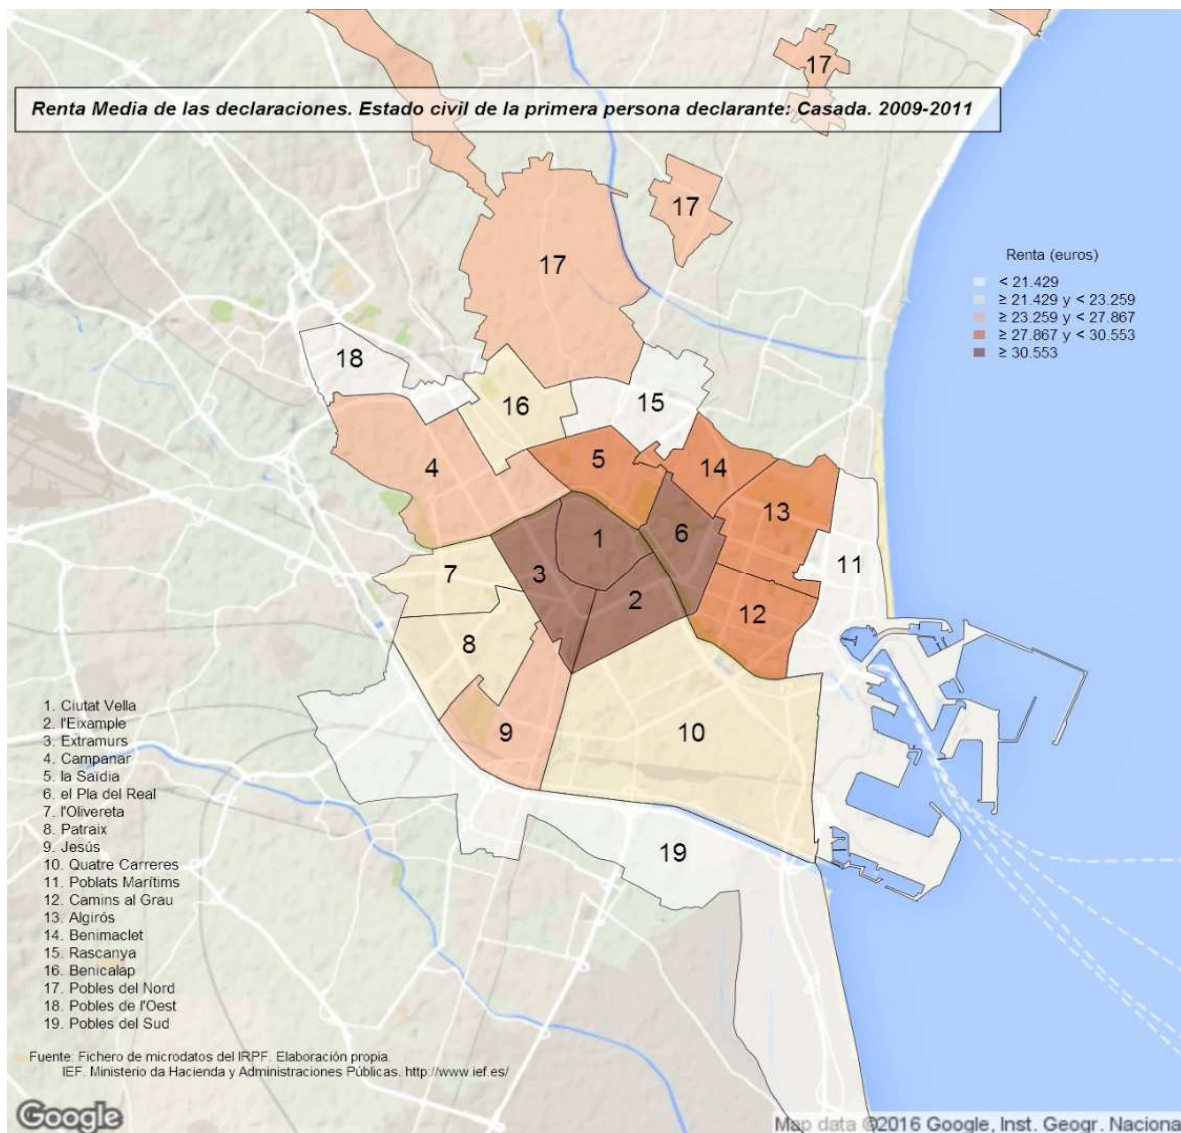 17
Renta Media de las declaraciones. Estado civil de la primera persona declarante: Casada. 2009-2011
17
17
Renta (euros)
< 21.429
≥ 21.429 y < 23.259
≥ 23.259 y < 27.867
≥ 27.867 y < 30.553
≥ 30.553
18
16
15
4
5
14
13
6
1
11
7
3
2
12
8
9
10
19
1. Ciutat Vella
2. l'Eixample
3. Extramurs
4. Campanar
5. la Saïdia
6. el Pla del Real
7. l'Olivereta
8. Patraix
9. Jesús
10. Quatre Carreres
11. Poblats Marítims
12. Camins al Grau
13. Algirós
14. Benimaclet
15. Rascanya
16. Benicalap
17. Pobles del Nord
18. Pobles de l'Oest
19. Pobles del Sud
Fuente: Fichero de microdatos del IRPF. Elaboración propia.
IEF. Ministerio da Hacienda y Administraciones Públicas. http://www.ief.es/
Google
Map data ©2016 Google, Inst. Geogr. Naciona